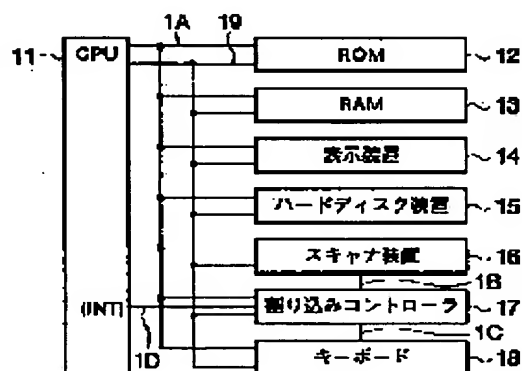 1A 19
11 CPU ROM 12
RAM 13
表示装置 14
ハードディスク装置 15
スキャナ装置 16
1B
(INT) 割り込みコントローラ 17
1D 1C
キーボード 18